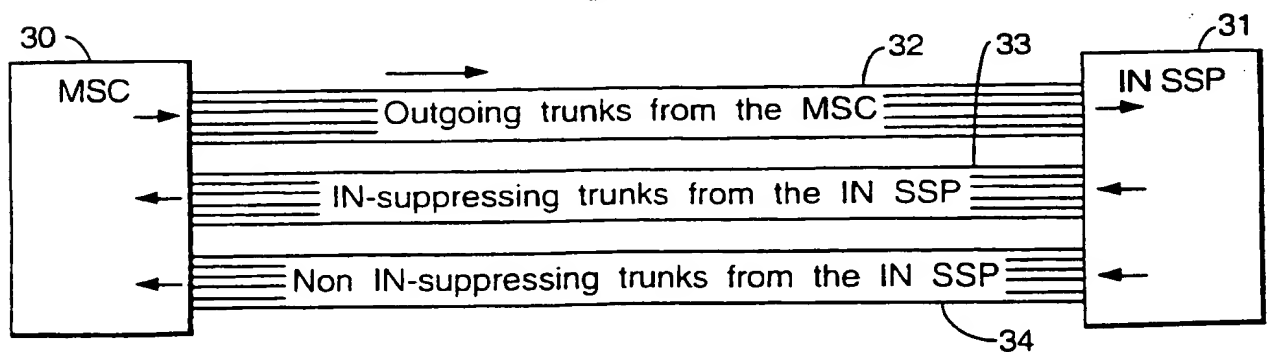 30
MSC
32
33
31
IN SSP
Outgoing trunks from the MSC
IN-suppressing trunks from the IN SSP
Non IN-suppressing trunks from the IN SSP
34